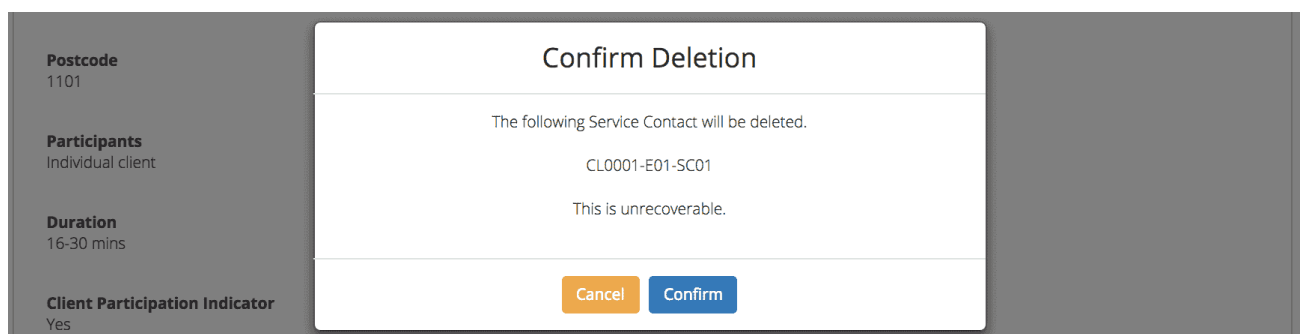 Postcode
1101
Participants
Individual client
Duration
16-30 mins
Client Participation Indicator
Yes
Confirm Deletion
The following Service Contact will be deleted.
CL0001-E01-SC01
This is unrecoverable.
Cancel
Confirm